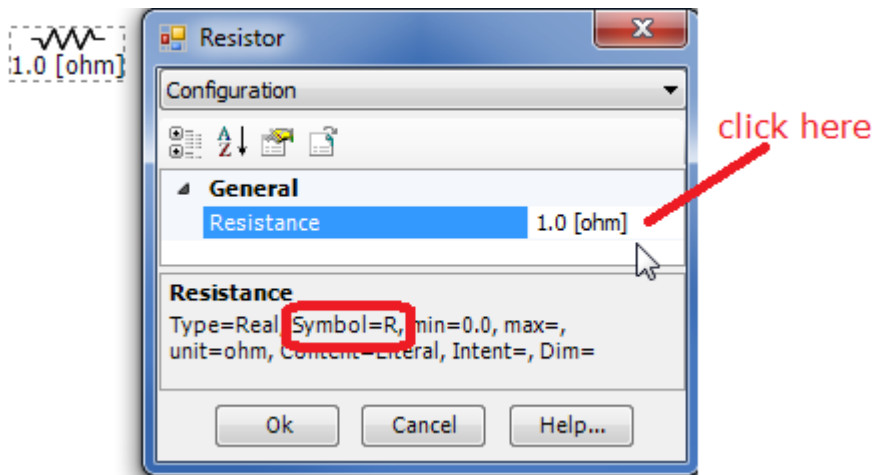 1.0 [ohm]
Resistor
Configuration
click here
General
Resistance 1.0 [ohm]
Resistance
Type=Real, Symbol=R, min=0.0, max=,
unit=ohm, Content=Literal, Intent=, Dim=
Ok Cancel Help...